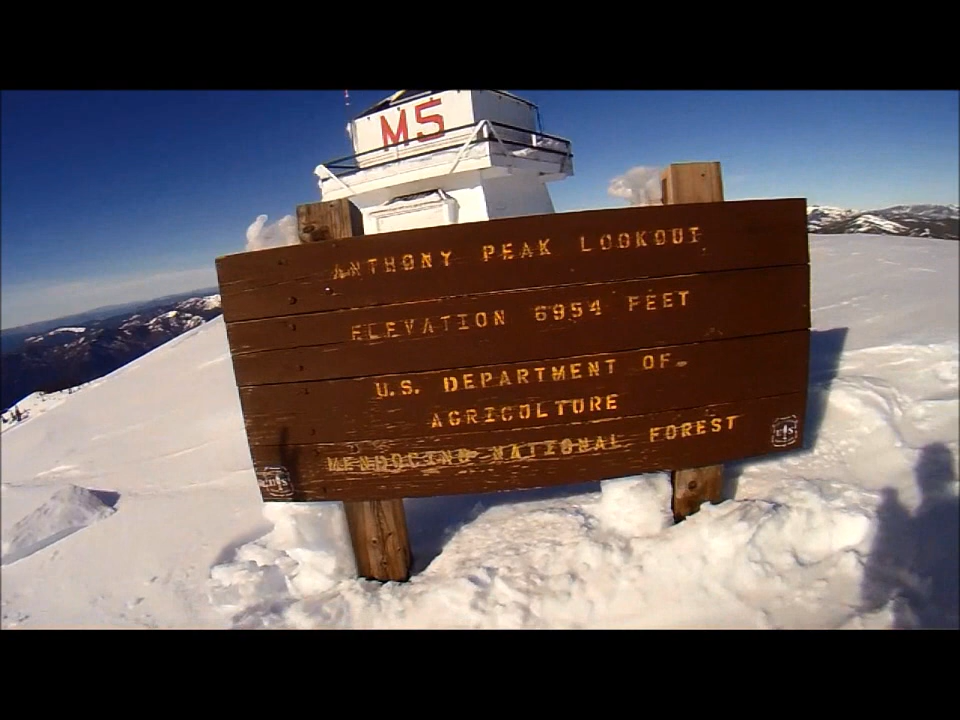 M5
ANTHONY PEAK LOOKOUT
ELEVATION 6954 FEET
U.S. DEPARTMENT OF
AGRICULTURE
MENDOCINO NATIONAL FOREST